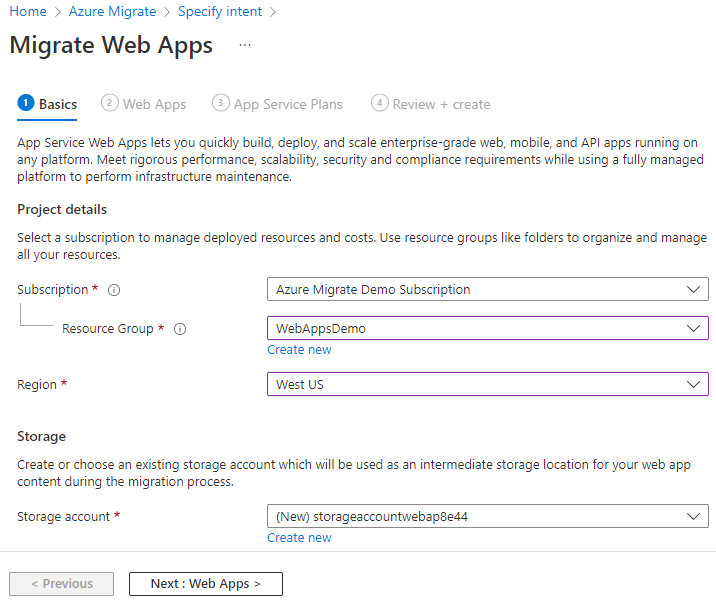 Home > Azure Migrate > Specify intent >
Migrate Web Apps ...
1 Basics 2 Web Apps 3 App Service Plans 4 Review + create
App Service Web Apps lets you quickly build, deploy, and scale enterprise-grade web, mobile, and API apps running on
any platform. Meet rigorous performance, scalability, security and compliance requirements while using a fully managed
platform to perform infrastructure maintenance.
Project details
Select a subscription to manage deployed resources and costs. Use resource groups like folders to organize and manage
all your resources.
Subscription * Azure Migrate Demo Subscription
Resource Group * WebAppsDemo
Create new
Region * West US
Storage
Create or choose an existing storage account which will be used as an intermediate storage location for your web app
content during the migration process.
Storage account * (New) storageaccountwebap8e44
Create new
< Previous Next : Web Apps >